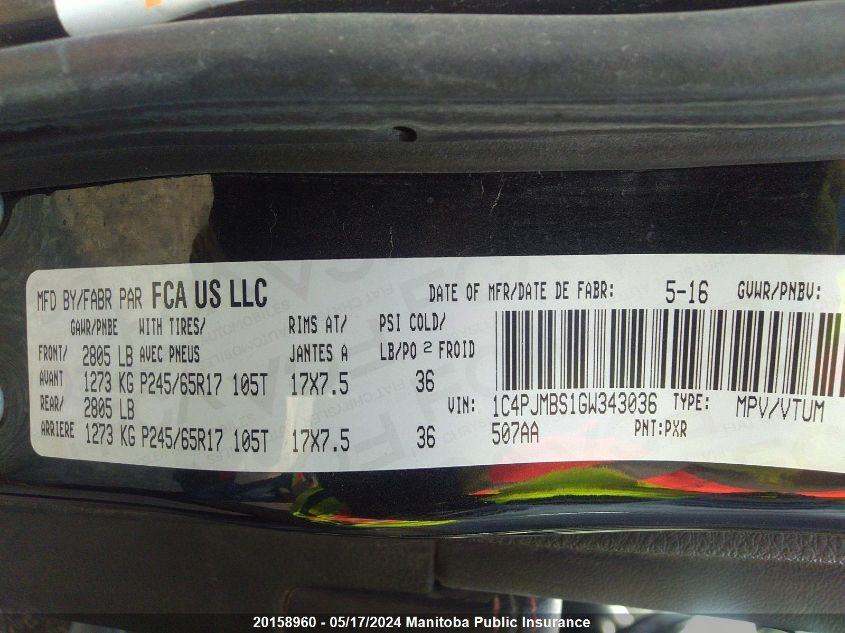 MFD BY/FABR PAR FCA US LLC DATE OF MFR/DATE DE FABR: 5-16 GVWR/PNBV:
GAWR/PNBE WITH TIRES/ RIMS AT/ PSI COLD/
FRONT/ 2805 LB AVEC PNEUS JANTES A LB/PO 2 FROID
AVANT 1273 KG P245/65R17 105T 17X7.5 36
REAR/ 2805 LB VIN: 1C4PJMBS1GW343036 TYPE: MPV/VTUM
ARRIERE 1273 KG P245/65R17 105T 17X7.5 36 507AA PNT:PXR
20158960 - 05/17/2024 Manitoba Public Insurance